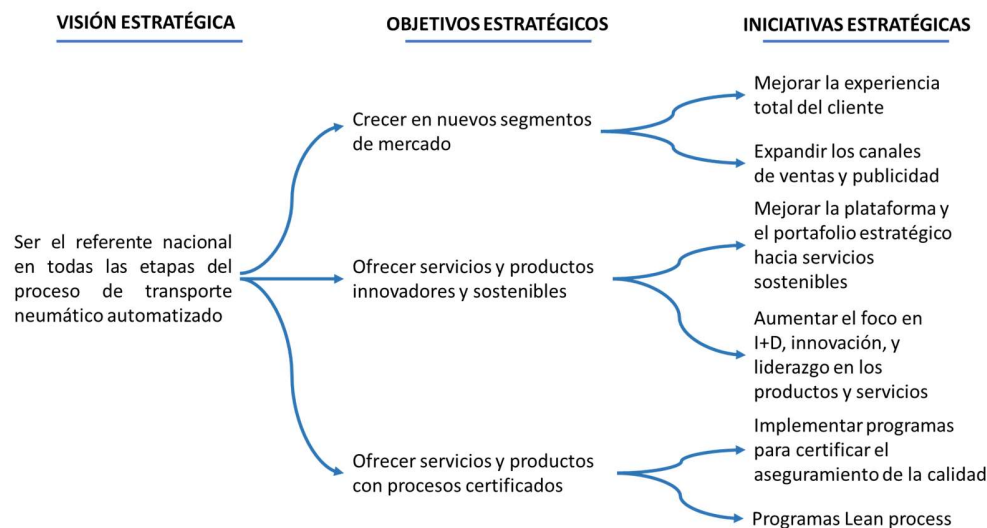 VISIÓN ESTRATÉGICA
OBJETIVOS ESTRATÉGICOS
INICIATIVAS ESTRATÉGICAS
Ser el referente nacional
en todas las etapas del
proceso de transporte
neumático automatizado
Crecer en nuevos segmentos
de mercado
Ofrecer servicios y productos
innovadores y sostenibles
Ofrecer servicios y productos
con procesos certificados
Mejorar la experiencia
total del cliente
Expandir los canales
de ventas y publicidad
Mejorar la plataforma y
el portafolio estratégico
hacia servicios
sostenibles
Aumentar el foco en
I+D, innovación, y
liderazgo en los
productos y servicios
Implementar programas
para certificar el
aseguramiento de la calidad
Programas Lean process